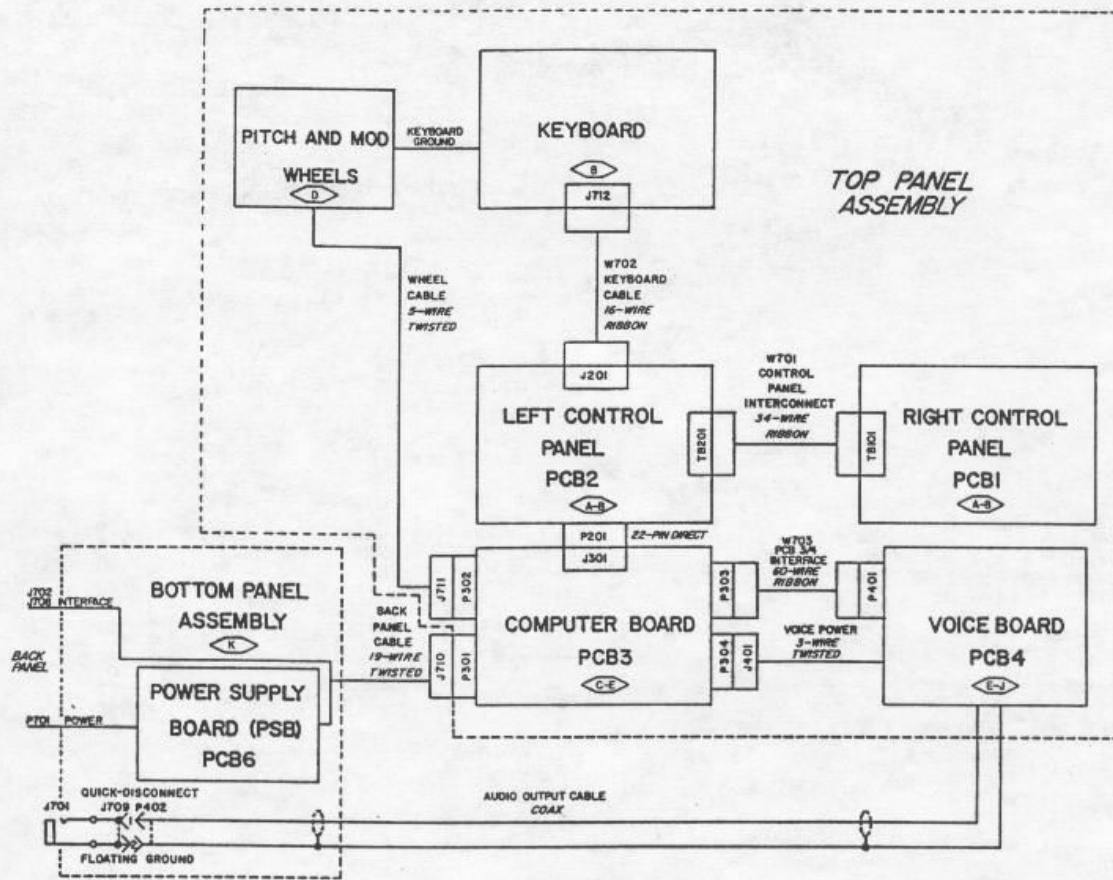 PITCH AND MOD
WHEELS
D
KEYBOARD
GROUND
KEYBOARD
B
J712
TOP PANEL
ASSEMBLY
WHEEL
CABLE
5-WIRE
TWISTED
W702
KEYBOARD
CABLE
16-WIRE
RIBBON
J201
LEFT CONTROL
PANEL
PCB2
A-B
TB201
W701
CONTROL
PANEL
INTERCONNECT
34-WIRE
RIBBON
TB101
RIGHT CONTROL
PANEL
PCB1
A-B
P201
22-PIN DIRECT
J301
J711
P302
COMPUTER BOARD
PCB3
C-E
P303
W703
PCB 3/4
INTERFACE
60-WIRE
RIBBON
P401
VOICE BOARD
PCB4
E-J
BACK
PANEL
CABLE
19-WIRE
TWISTED
J710
P301
P304
J401
VOICE POWER
3-WIRE
TWISTED
J702
J708 INTERFACE
BOTTOM PANEL
ASSEMBLY
K
BACK
PANEL
POWER SUPPLY
BOARD (PSB)
PCB6
P701 POWER
QUICK-DISCONNECT
J701
J709 P402
FLOATING GROUND
AUDIO OUTPUT CABLE
COAX